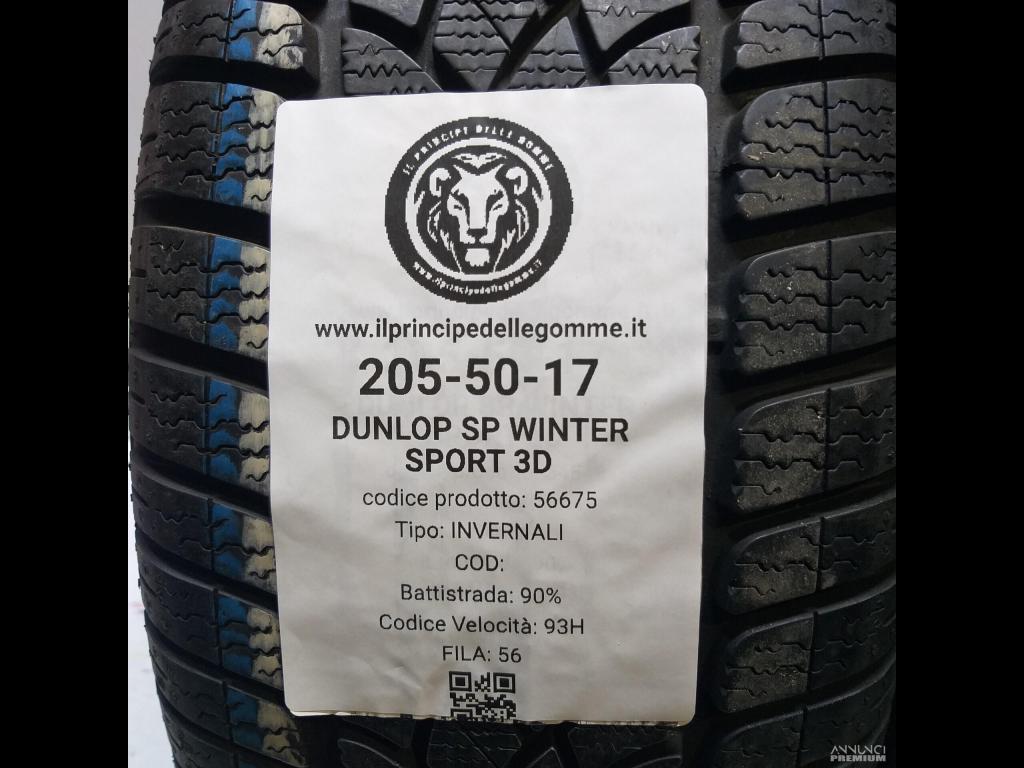 IL PRINCIPE DELLE GOMME
www.ilprincipedellegomme.it
www.ilprincipedellegomme.it
205-50-17
DUNLOP SP WINTER
SPORT 3D
codice prodotto: 56675
Tipo: INVERNALI
COD:
Battistrada: 90%
Codice Velocità: 93H
FILA: 56
ANNUNCI
PREMIUM